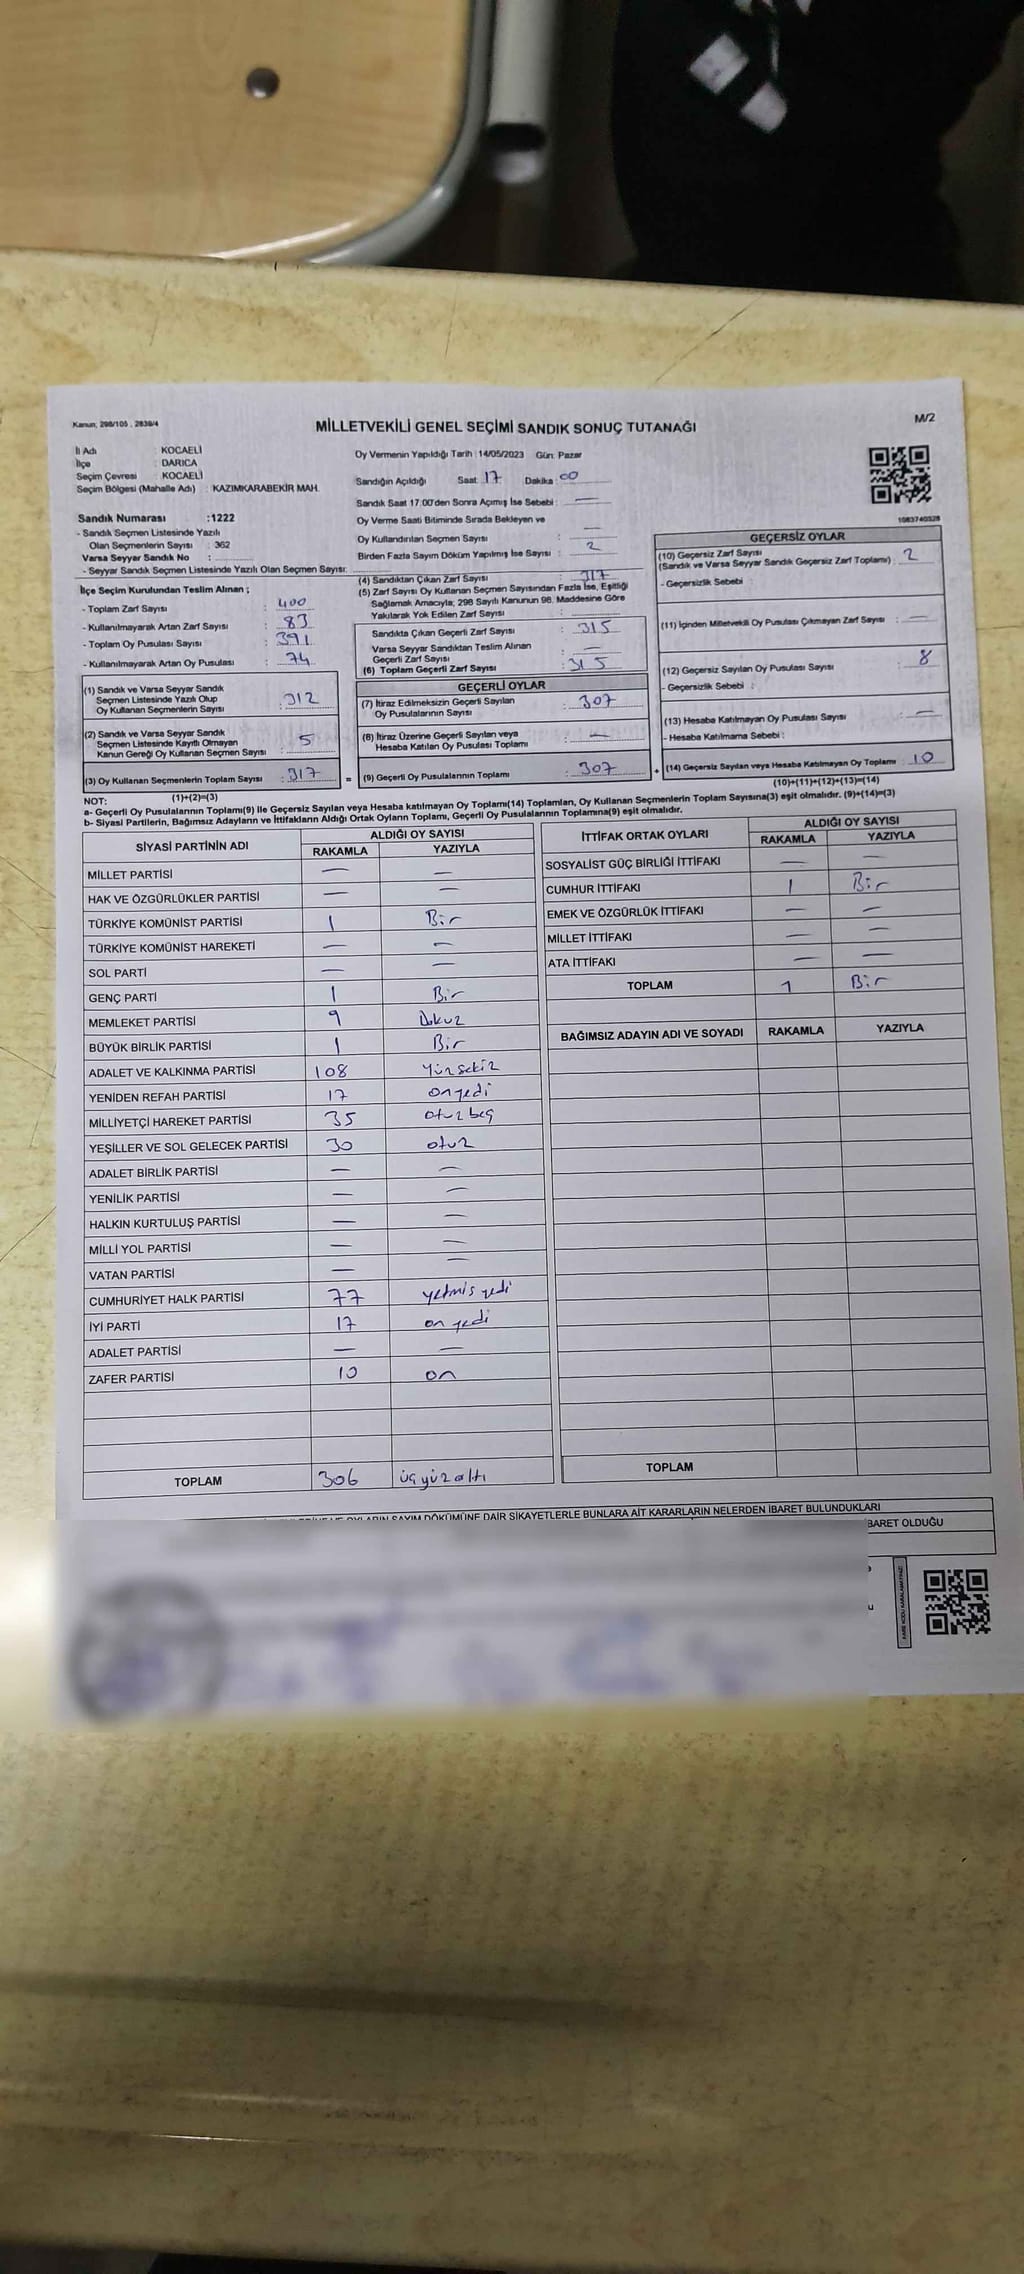 Kanun, 298/105 , 2839/4
MİLLETVEKİLİ GENEL SEÇİMİ SANDIK SONUÇ TUTANAĞI
M/2
İl Adı : KOCAELİ
İlçe : DARICA
Seçim Çevresi : KOCAELİ
Seçim Bölgesi (Mahalle Adı) : KAZIMKARABEKİR MAH.
Sandık Numarası :1222
- Sandık Seçmen Listesinde Yazılı
Olan Seçmenlerin Sayısı : 362
Varsa Seyyar Sandık No :
- Seyyar Sandık Seçmen Listesinde Yazılı Olan Seçmen Sayısı:
İlçe Seçim Kurulundan Teslim Alınan ;
- Toplam Zarf Sayısı : 400
- Kullanılmayarak Artan Zarf Sayısı : 83
- Toplam Oy Pusulası Sayısı : 391
- Kullanılmayarak Artan Oy Pusulası : 74
Oy Vermenin Yapıldığı Tarih : 14/05/2023 Gün: Pazar
Sandığın Açıldığı Saat: 17 Dakika : 00
Sandık Saat 17:00'den Sonra Açımış İse Sebebi : —
Oy Verme Saati Bitiminde Sırada Bekleyen ve
Oy Kullandırılan Seçmen Sayısı : —
Birden Fazla Sayım Döküm Yapılmış İse Sayısı : 2
(4) Sandıktan Çıkan Zarf Sayısı : 317
(5) Zarf Sayısı Oy Kullanan Seçmen Sayısından Fazla İse, Eşitliği
Sağlamak Amacıyla; 298 Sayılı Kanunun 98. Maddesine Göre
Yakılarak Yok Edilen Zarf Sayısı :
Sandıkta Çıkan Geçerli Zarf Sayısı : 315
Varsa Seyyar Sandıktan Teslim Alınan
Geçerli Zarf Sayısı : —
(6) Toplam Geçerli Zarf Sayısı : 315
1083740328
GEÇERSİZ OYLAR
(10) Geçersiz Zarf Sayısı
(Sandık ve Varsa Seyyar Sandık Geçersiz Zarf Toplamı) : 2
- Geçersizlik Sebebi :
(11) İçinden Milletvekili Oy Pusulası Çıkmayan Zarf Sayısı : —
(12) Geçersiz Sayılan Oy Pusulası Sayısı : 8
- Geçersizlik Sebebi :
(13) Hesaba Katılmayan Oy Pusulası Sayısı : —
- Hesaba Katılmama Sebebi :
(14) Geçersiz Sayılan veya Hesaba Katılmayan Oy Toplamı : 10
(10)+(11)+(12)+(13)=(14)
(1) Sandık ve Varsa Seyyar Sandık
Seçmen Listesinde Yazılı Olup
Oy Kullanan Seçmenlerin Sayısı : 312
(2) Sandık ve Varsa Seyyar Sandık
Seçmen Listesinde Kayıtlı Olmayan
Kanun Gereği Oy Kullanan Seçmen Sayısı : 5
(3) Oy Kullanan Seçmenlerin Toplam Sayısı : 317 =
(1)+(2)=(3)
GEÇERLİ OYLAR
(7) İtiraz Edilmeksizin Geçerli Sayılan
Oy Pusulalarının Sayısı : 307
(8) İtiraz Üzerine Geçerli Sayılan veya
Hesaba Katılan Oy Pusulası Toplamı : —
(9) Geçerli Oy Pusulalarının Toplamı : 307 +
NOT:
a- Geçerli Oy Pusulalarının Toplamı(9) ile Geçersiz Sayılan veya Hesaba katılmayan Oy Toplamı(14) Toplamları, Oy Kullanan Seçmenlerin Toplam Sayısına(3) eşit olmalıdır. (9)+(14)=(3)
b- Siyasi Partilerin, Bağımsız Adayların ve İttifakların Aldığı Ortak Oyların Toplamı, Geçerli Oy Pusulalarının Toplamına(9) eşit olmalıdır.
SİYASİ PARTİNİN ADI ALDIĞI OY SAYISI
RAKAMLA YAZIYLA
MİLLET PARTİSİ — —
HAK VE ÖZGÜRLÜKLER PARTİSİ — —
TÜRKİYE KOMÜNİST PARTİSİ 1 Bir
TÜRKİYE KOMÜNİST HAREKETİ — —
SOL PARTİ — —
GENÇ PARTİ 1 Bir
MEMLEKET PARTİSİ 9 Dokuz
BÜYÜK BİRLİK PARTİSİ 1 Bir
ADALET VE KALKINMA PARTİSİ 108 Yüzsekiz
YENİDEN REFAH PARTİSİ 17 onyedi
MİLLİYETÇİ HAREKET PARTİSİ 35 otuzbeş
YEŞİLLER VE SOL GELECEK PARTİSİ 30 otuz
ADALET BİRLİK PARTİSİ — —
YENİLİK PARTİSİ — —
HALKIN KURTULUŞ PARTİSİ — —
MİLLİ YOL PARTİSİ — —
VATAN PARTİSİ — —
CUMHURİYET HALK PARTİSİ 77 yetmiş yedi
İYİ PARTİ 17 on yedi
ADALET PARTİSİ — —
ZAFER PARTİSİ 10 on
TOPLAM 306 üçyüzaltı
İTTİFAK ORTAK OYLARI ALDIĞI OY SAYISI
RAKAMLA YAZIYLA
SOSYALİST GÜÇ BİRLİĞİ İTTİFAKI — —
CUMHUR İTTİFAKI 1 Bir
EMEK VE ÖZGÜRLÜK İTTİFAKI — —
MİLLET İTTİFAKI — —
ATA İTTİFAKI — —
TOPLAM 1 Bir
BAĞIMSIZ ADAYIN ADI VE SOYADI RAKAMLA YAZIYLA
TOPLAM
SAYIM DÖKÜMÜNE DAİR ŞİKAYETLERLE BUNLARA AİT KARARLARIN NELERDEN İBARET BULUNDUKLARI
İBARET OLDUĞU